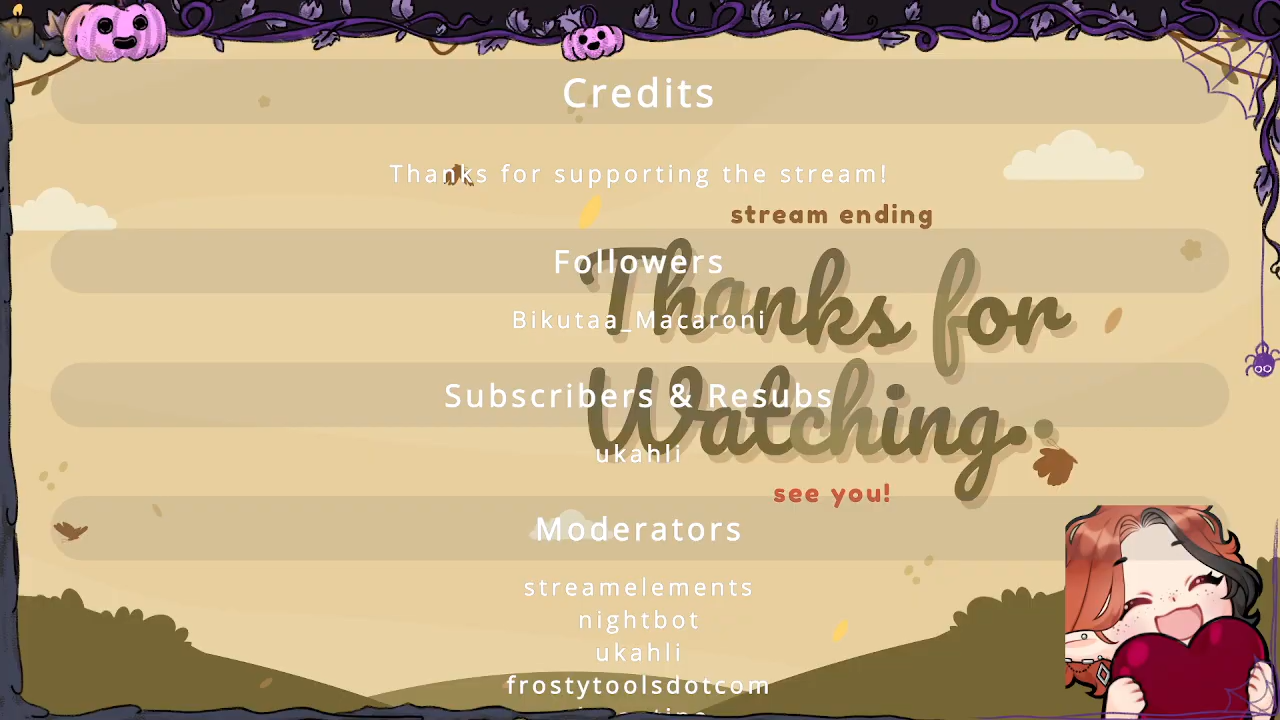 Credits
Thanks for supporting the stream!
stream ending
Followers
Thanks for
Bikutaa_Macaroni
Subscribers & Resubs
Watching
ukahli
see you!
Moderators
streamelements
nightbot
ukahli
frostytoolsdotcom